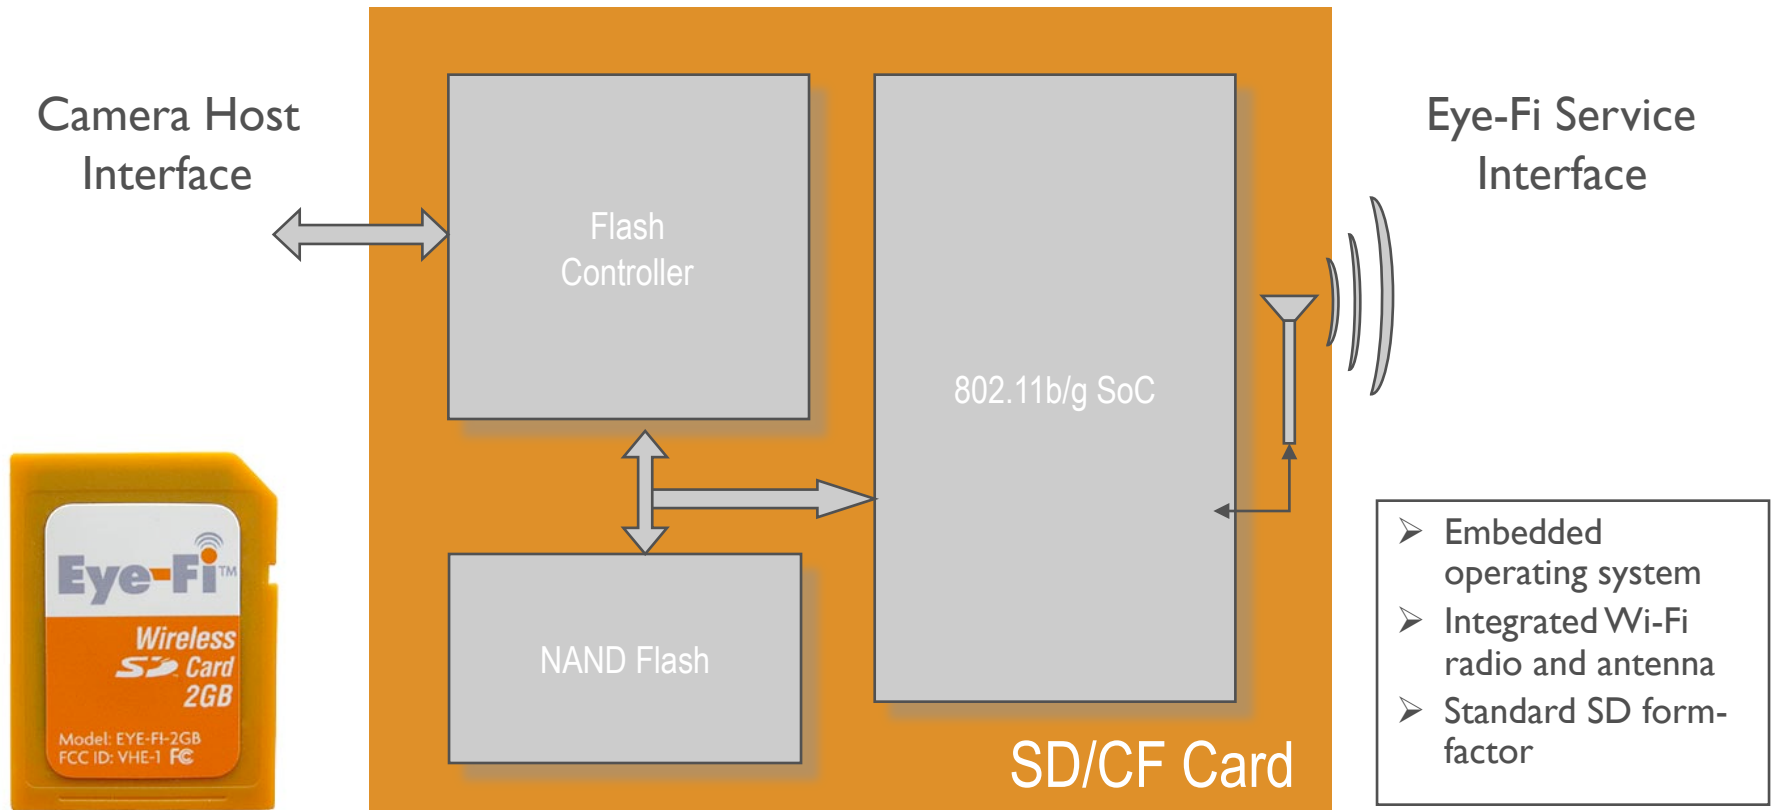 Camera Host
Interface
Flash
Controller
802.11b/g SoC
NAND Flash
SD/CF Card
Eye-Fi Service
Interface
Eye-Fi™
Wireless
SD Card
2GB
Model: EYE-FI-2GB
FCC ID: VHE-1 FC
➢ Embedded
operating system
➢ Integrated Wi-Fi
radio and antenna
➢ Standard SD form-
factor